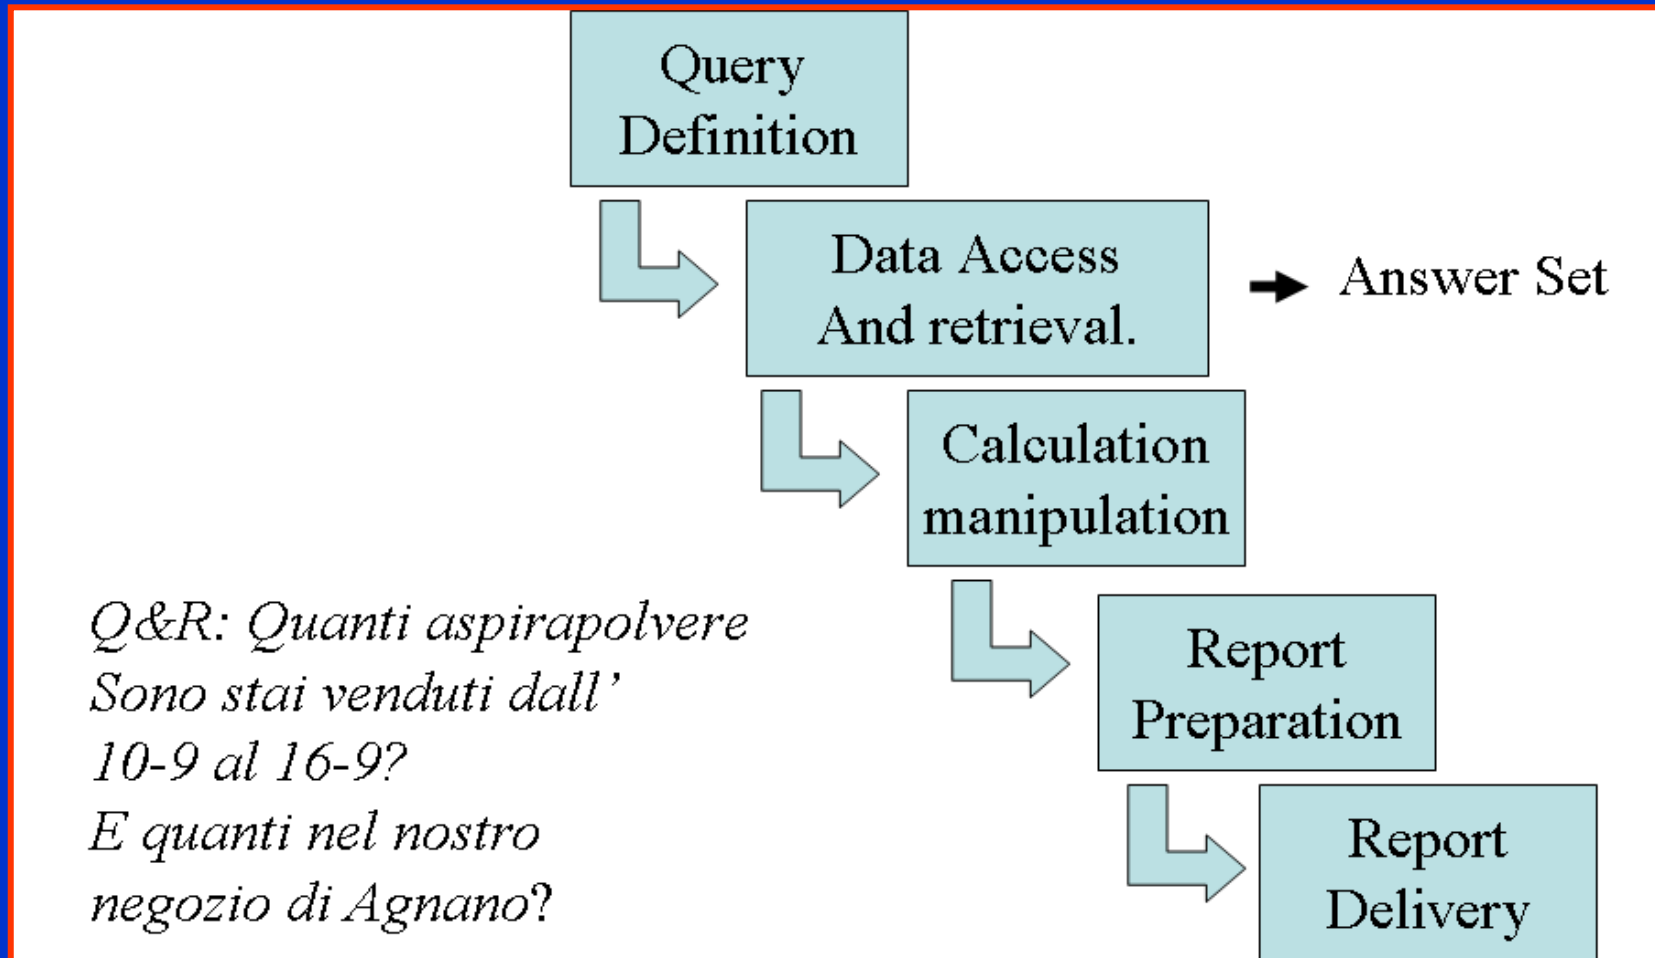 Query
Definition
Data Access
And retrieval.
Answer Set
Calculation
manipulation
Q&R: Quanti aspirapolvere
Sono stai venduti dall'
10-9 al 16-9?
E quanti nel nostro
negozio di Agnano?
Report
Preparation
Report
Delivery